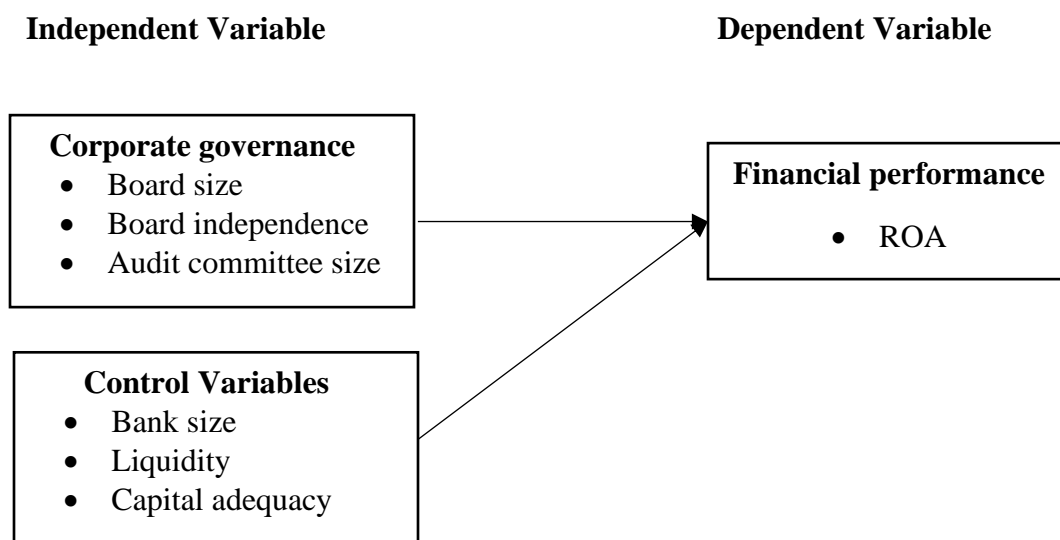 Independent Variable
Dependent Variable
Corporate governance
• Board size
• Board independence
• Audit committee size
Financial performance
• ROA
Control Variables
• Bank size
• Liquidity
• Capital adequacy